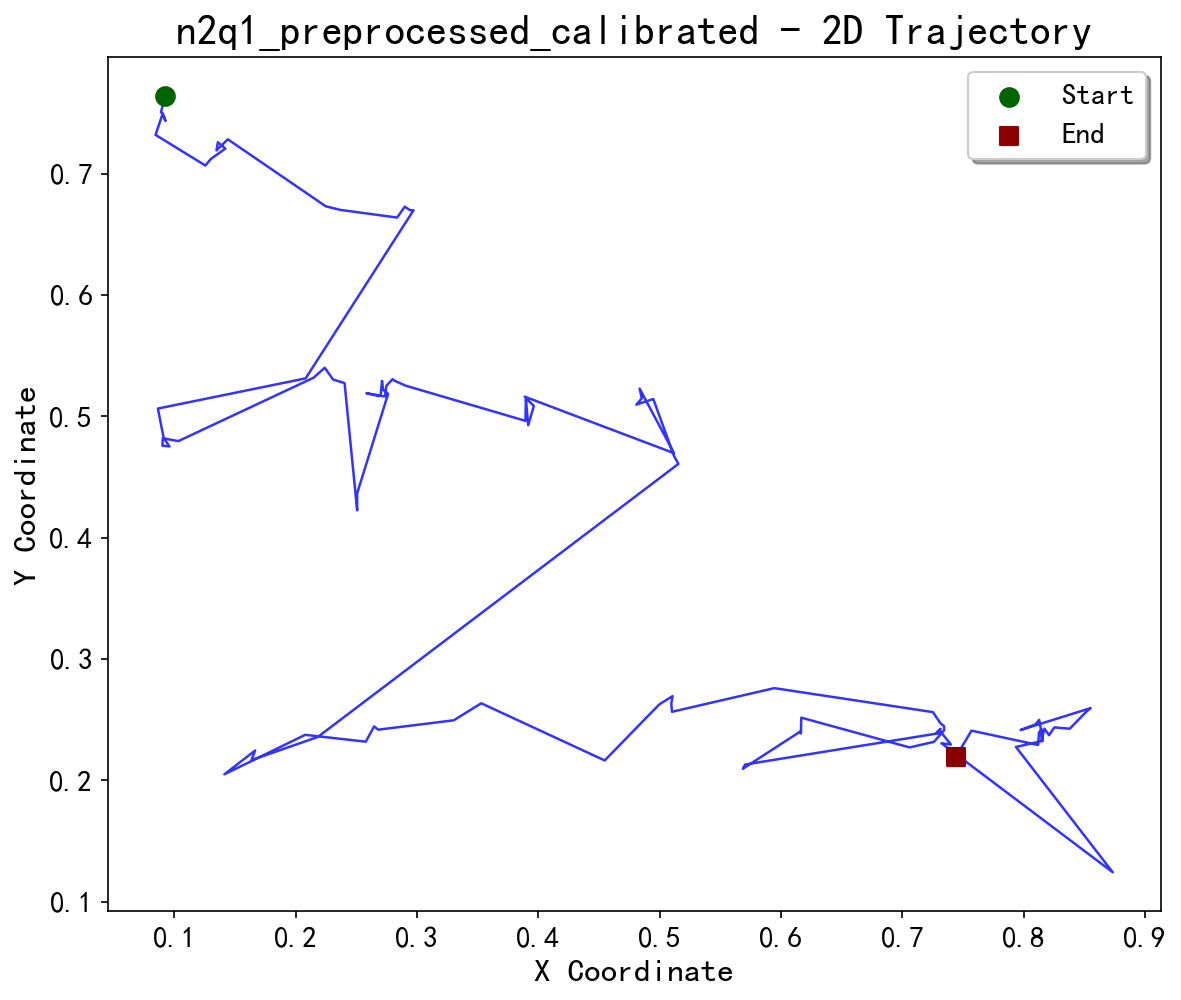 n2q1_preprocessed_calibrated - 2D Trajectory
Start
End
Y Coordinate
0.7
0.6
0.5
0.4
0.3
0.2
0.1
0.1 0.2 0.3 0.4 0.5 0.6 0.7 0.8 0.9
X Coordinate